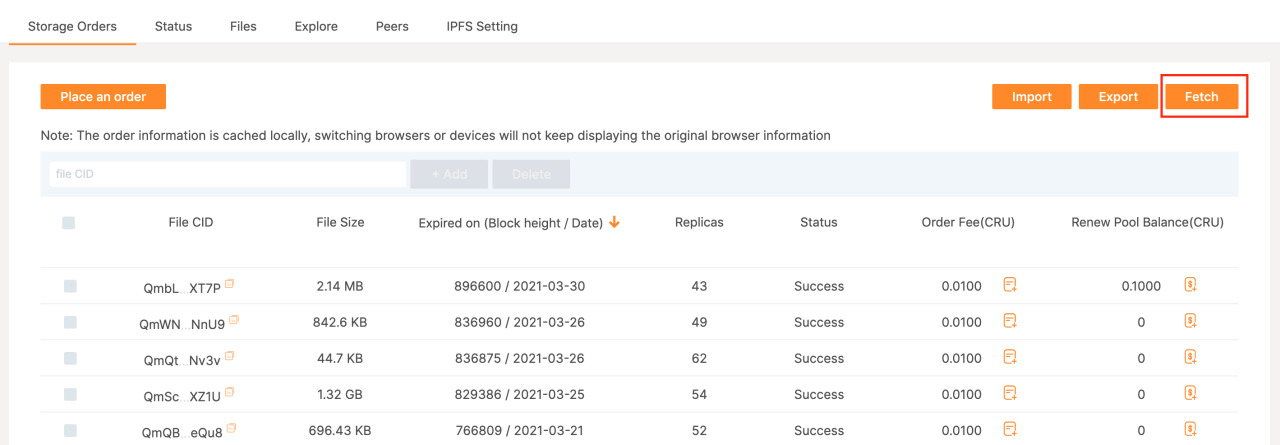 Storage Orders Status Files Explore Peers IPFS Setting
Place an order Import Export Fetch
Note: The order information is cached locally, switching browsers or devices will not keep displaying the original browser information
file CID + Add Delete
File CID File Size Expired on (Block height / Date) Replicas Status Order Fee(CRU) Renew Pool Balance(CRU)
QmbL...XT7P 2.14 MB 896600 / 2021-03-30 43 Success 0.0100 0.1000
QmWN...NnU9 842.6 KB 836960 / 2021-03-26 49 Success 0.0100 0
QmQt...Nv3v 44.7 KB 836875 / 2021-03-26 62 Success 0.0100 0
QmSc...XZ1U 1.32 GB 829386 / 2021-03-25 54 Success 0.0100 0
QmQB...eQu8 696.43 KB 766809 / 2021-03-21 52 Success 0.0100 0